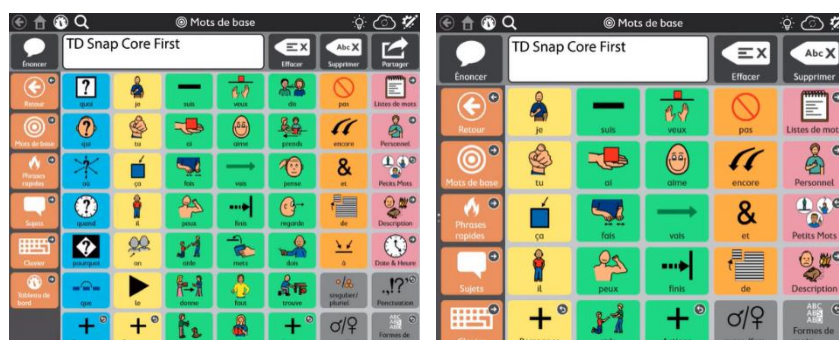 Mots de base
TD Snap Core First
Énoncer Effacer Supprimer Partager
Retour quoi je suis veux dis pas Listes de mots
Mots de base qui tu ai aime prends encore Personnel
Phrases rapides où ça fais vais pense et Petits Mots
Sujets quand il peux finis regarde de Description
Clavier pourquoi on aide mets dois à Date & Heure
Tableau de bord que le donne faut trouve singulier/ pluriel Ponctuation
Formes de
Mots de base
TD Snap Core First
Énoncer Effacer Supprimer
Retour je suis veux pas Listes de mots
Mots de base tu ai aime encore Personnel
Phrases rapides ça fais vais et Petits Mots
Sujets il peux finis de Description
Formes de